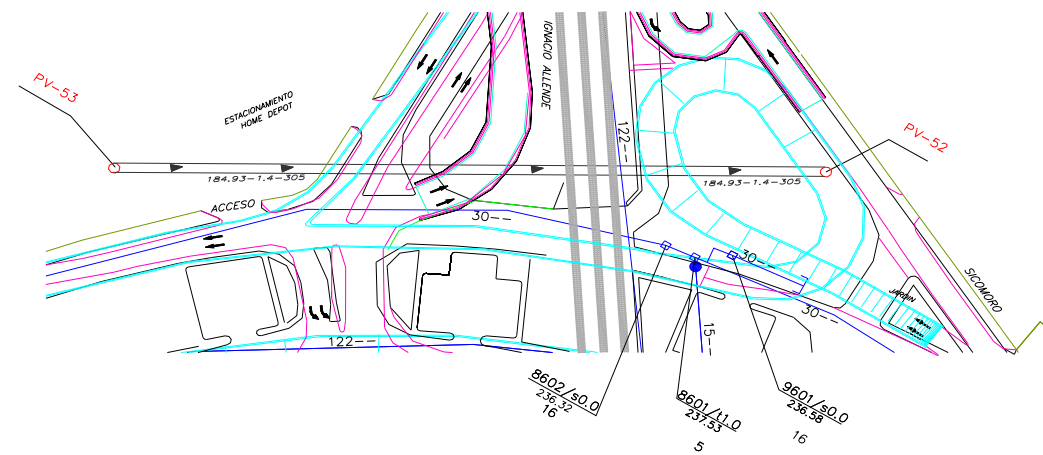 IGNACIO ALLENDE
PV-53
ESTACIONAMIENTO
HOME DEPOT
122--
PV-52
184.93-1.4-305
184.93-1.4-305
ACCESO
30--
30--
SICOMORO
JARDIN
30--
15--
122--
8602/s0.0
236.32
16
8601/t1.0
237.53
5
9601/s0.0
236.58
16